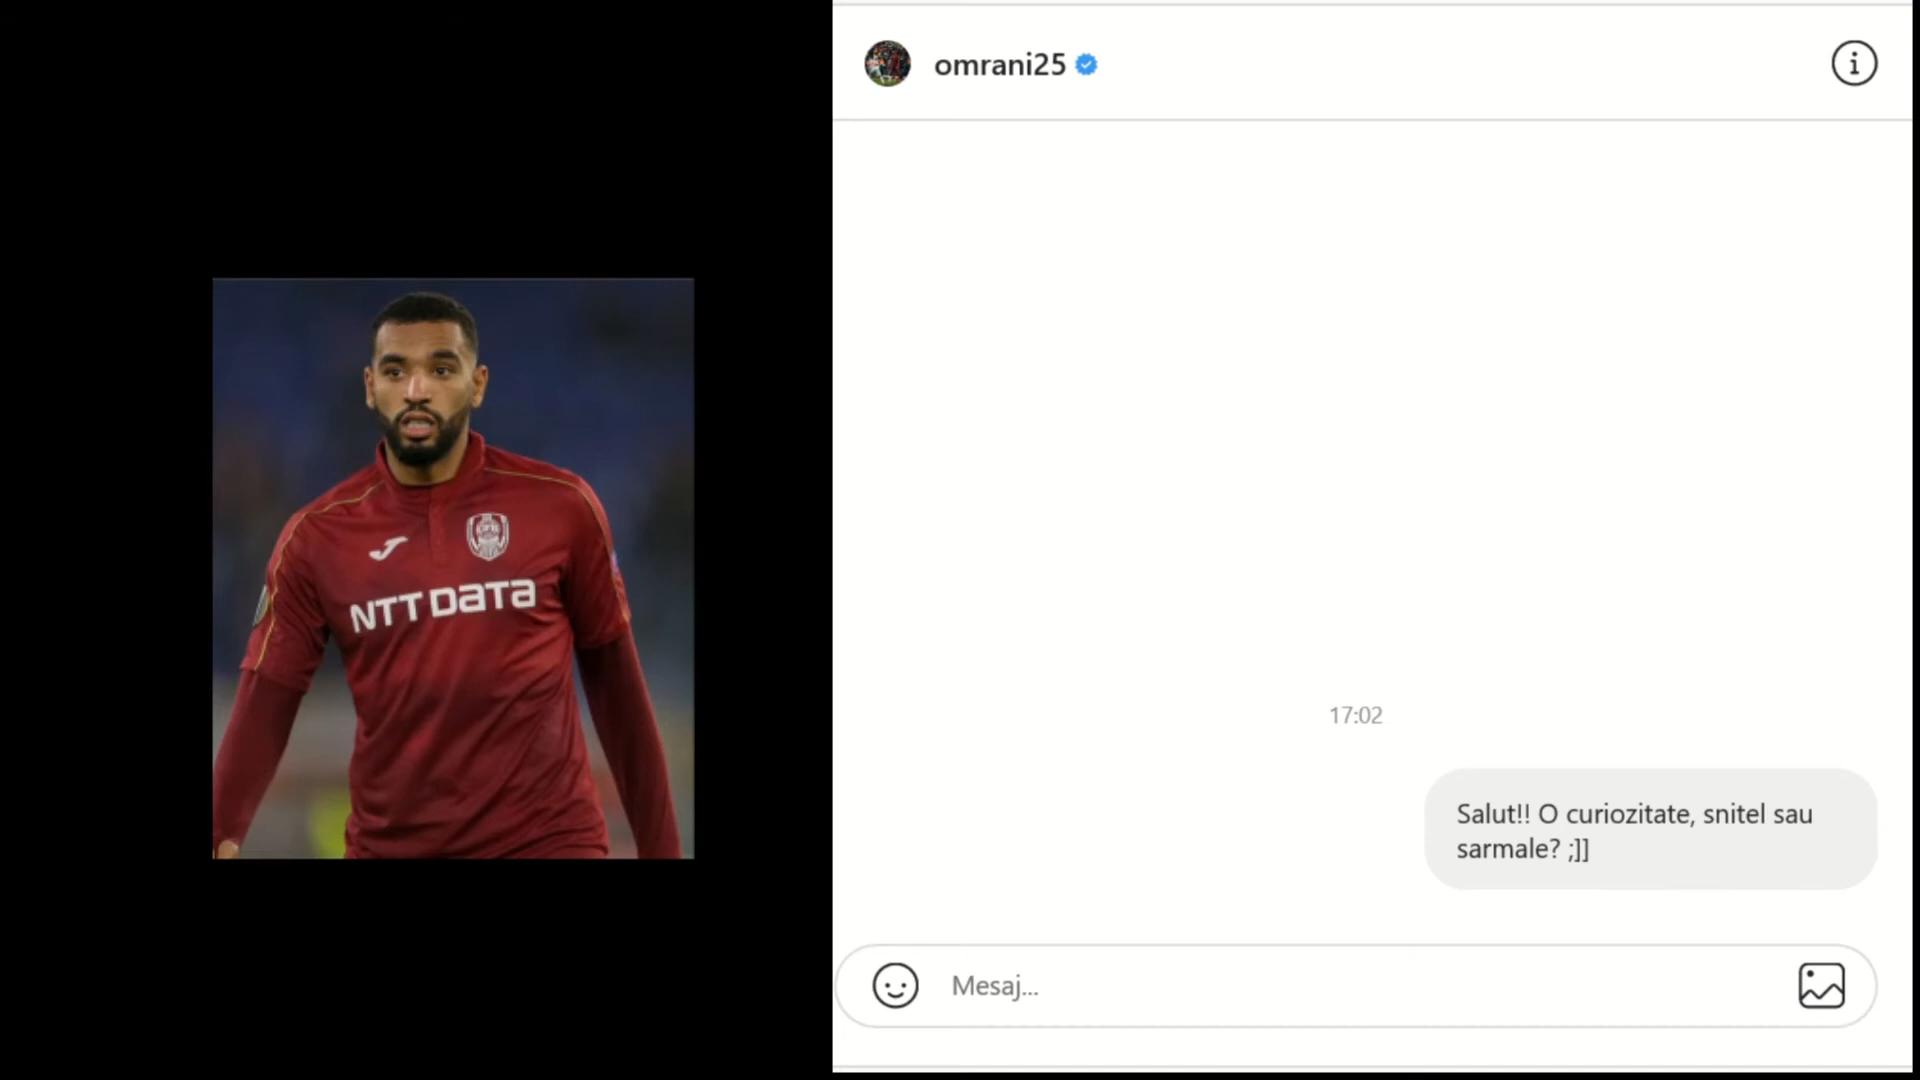 omrani25
NTT DATA
17:02
Salut!! O curiozitate, snitel sau
sarmale? ;]]
Mesaj...